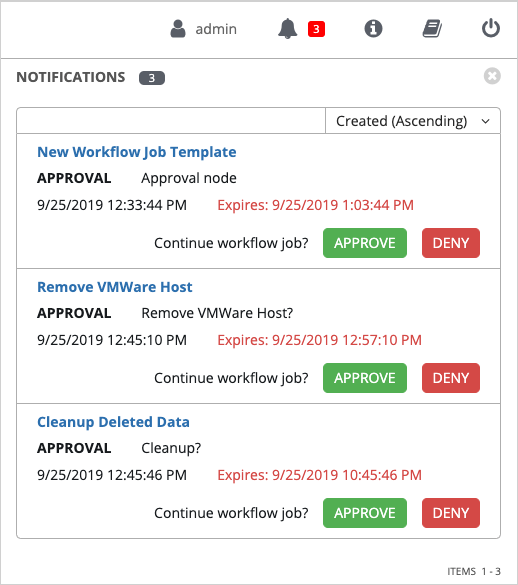 admin 3
NOTIFICATIONS 3
Created (Ascending)
New Workflow Job Template
APPROVAL Approval node
9/25/2019 12:33:44 PM Expires: 9/25/2019 1:03:44 PM
Continue workflow job? APPROVE DENY
Remove VMWare Host
APPROVAL Remove VMWare Host?
9/25/2019 12:45:10 PM Expires: 9/25/2019 12:57:10 PM
Continue workflow job? APPROVE DENY
Cleanup Deleted Data
APPROVAL Cleanup?
9/25/2019 12:45:46 PM Expires: 9/25/2019 10:45:46 PM
Continue workflow job? APPROVE DENY
ITEMS 1 - 3